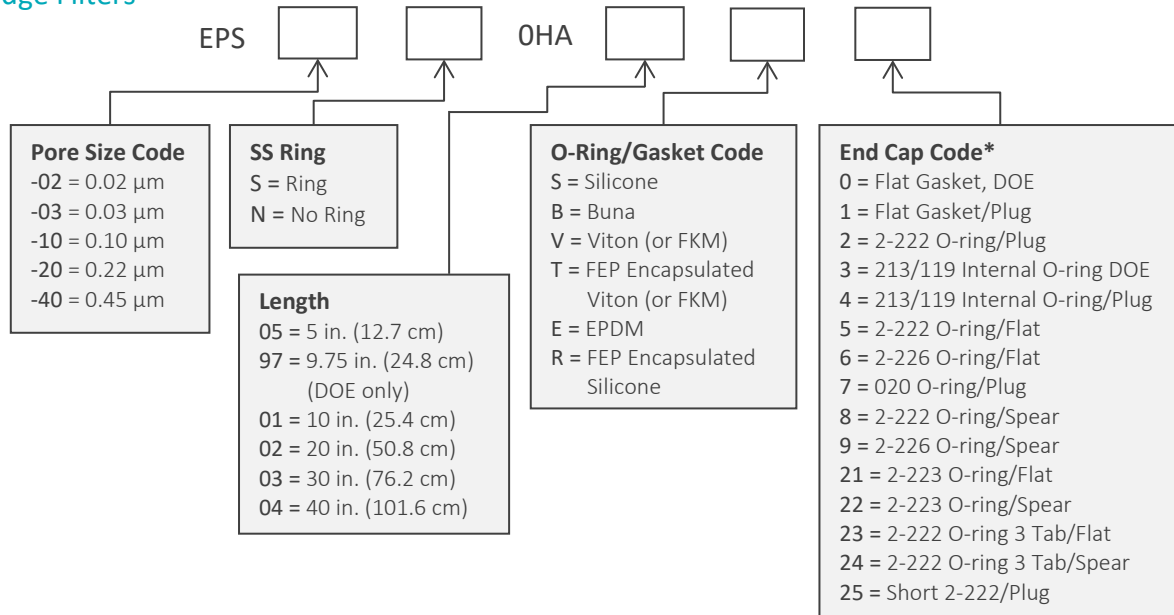 EPS 0HA
Pore Size Code
-02 = 0.02 µm
-03 = 0.03 µm
-10 = 0.10 µm
-20 = 0.22 µm
-40 = 0.45 µm
SS Ring
S = Ring
N = No Ring
Length
05 = 5 in. (12.7 cm)
97 = 9.75 in. (24.8 cm)
(DOE only)
01 = 10 in. (25.4 cm)
02 = 20 in. (50.8 cm)
03 = 30 in. (76.2 cm)
04 = 40 in. (101.6 cm)
O-Ring/Gasket Code
S = Silicone
B = Buna
V = Viton (or FKM)
T = FEP Encapsulated
Viton (or FKM)
E = EPDM
R = FEP Encapsulated
Silicone
End Cap Code*
0 = Flat Gasket, DOE
1 = Flat Gasket/Plug
2 = 2-222 O-ring/Plug
3 = 213/119 Internal O-ring DOE
4 = 213/119 Internal O-ring/Plug
5 = 2-222 O-ring/Flat
6 = 2-226 O-ring/Flat
7 = 020 O-ring/Plug
8 = 2-222 O-ring/Spear
9 = 2-226 O-ring/Spear
21 = 2-223 O-ring/Flat
22 = 2-223 O-ring/Spear
23 = 2-222 O-ring 3 Tab/Flat
24 = 2-222 O-ring 3 Tab/Spear
25 = Short 2-222/Plug